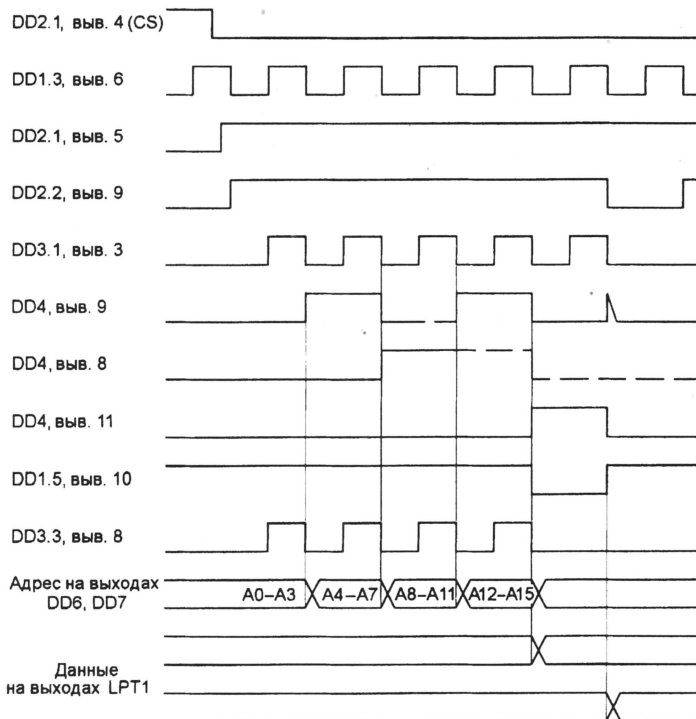 DD2.1, выв. 4 (CS)
DD1.3, выв. 6
DD2.1, выв. 5
DD2.2, выв. 9
DD3.1, выв. 3
DD4, выв. 9
DD4, выв. 8
DD4, выв. 11
DD1.5, выв. 10
DD3.3, выв. 8
Адрес на выходах
DD6, DD7
A0–A3 A4–A7 A8–A11 A12–A15
Данные
на выходах LPT1